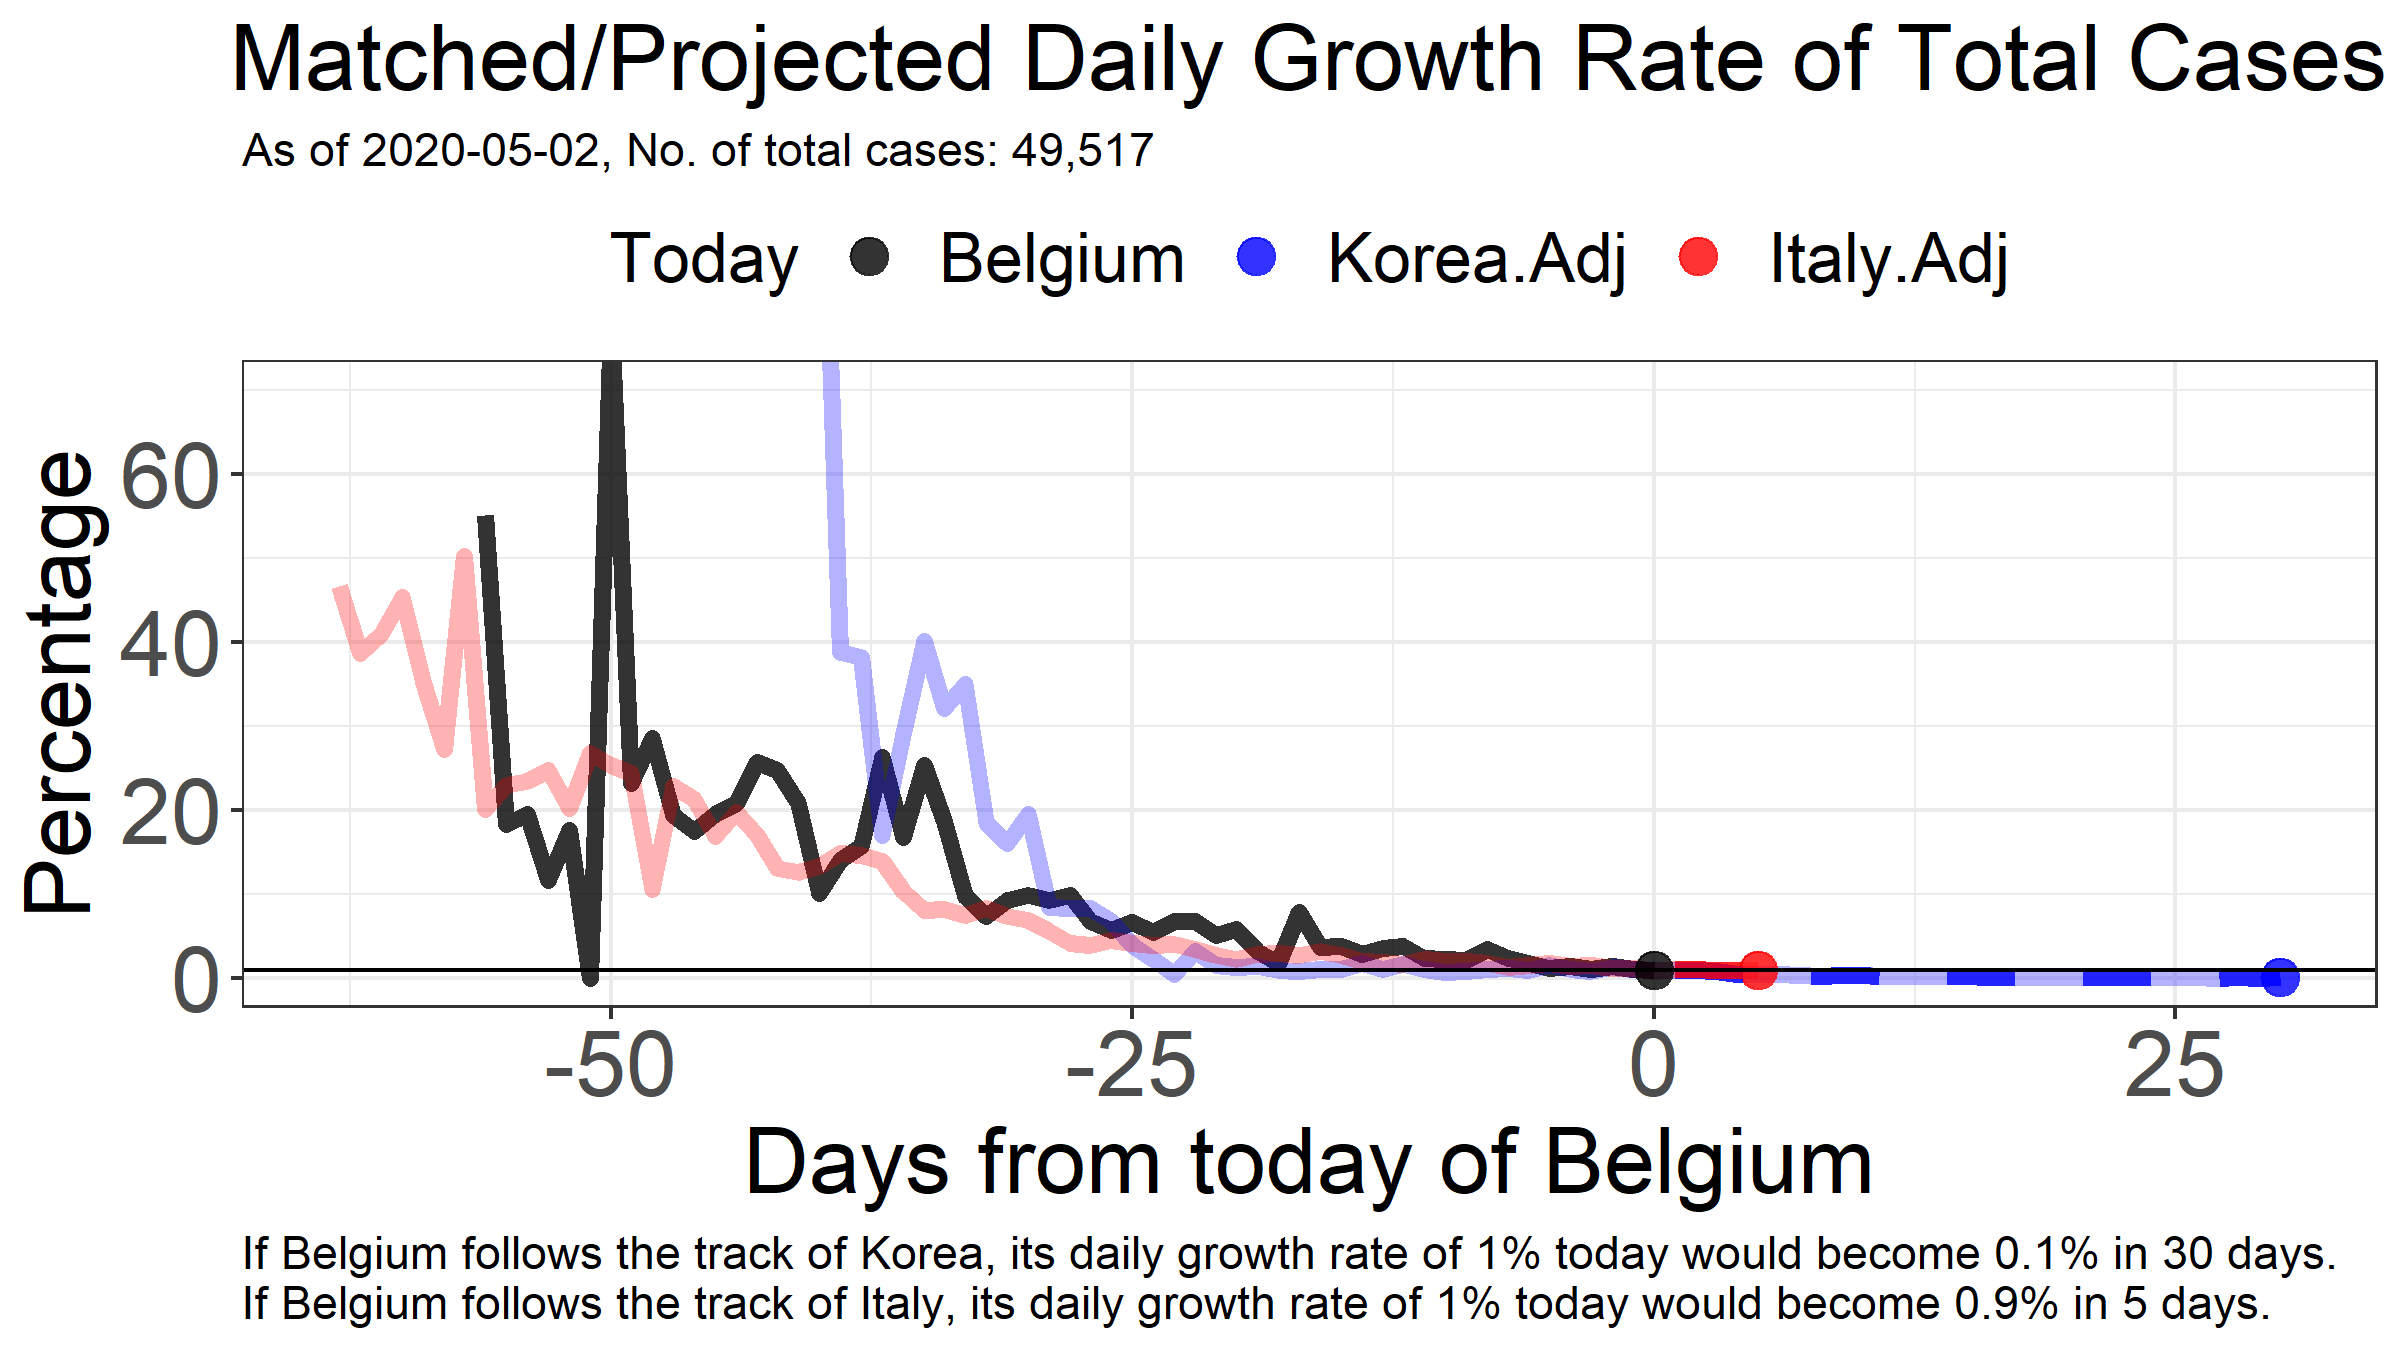 Matched/Projected Daily Growth Rate of Total Cases
As of 2020-05-02, No. of total cases: 49,517
Today Belgium Korea.Adj Italy.Adj
Percentage
60
40
20
0
-50 -25 0 25
Days from today of Belgium
If Belgium follows the track of Korea, its daily growth rate of 1% today would become 0.1% in 30 days.
If Belgium follows the track of Italy, its daily growth rate of 1% today would become 0.9% in 5 days.